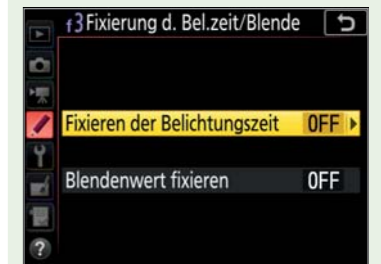 f3 Fixierung d. Bel.zeit/Blende
Fixieren der Belichtungszeit OFF
Blendenwert fixieren OFF
?